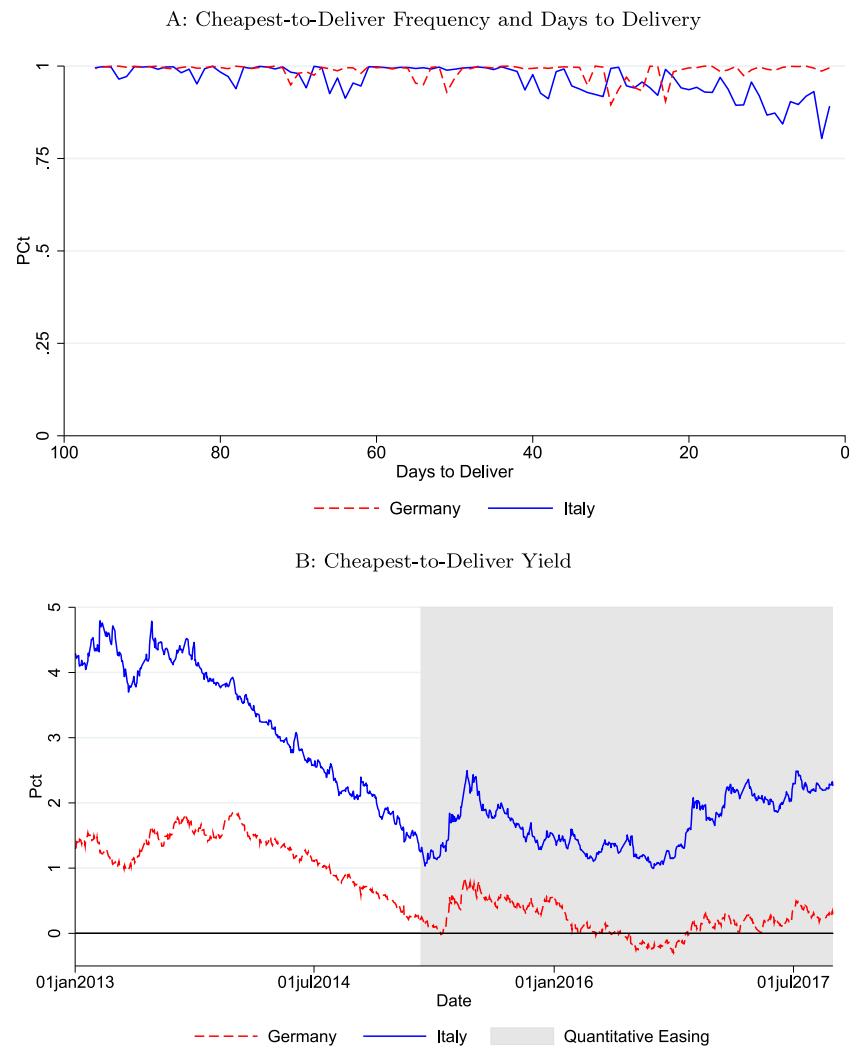 A: Cheapest-to-Deliver Frequency and Days to Delivery
1
.75
.5
.25
0
PCt
100 80 60 40 20 0
Days to Deliver
Germany Italy
B: Cheapest-to-Deliver Yield
5
4
3
2
1
0
Pct
01jan2013 01jul2014 01jan2016 01jul2017
Date
Germany Italy Quantitative Easing